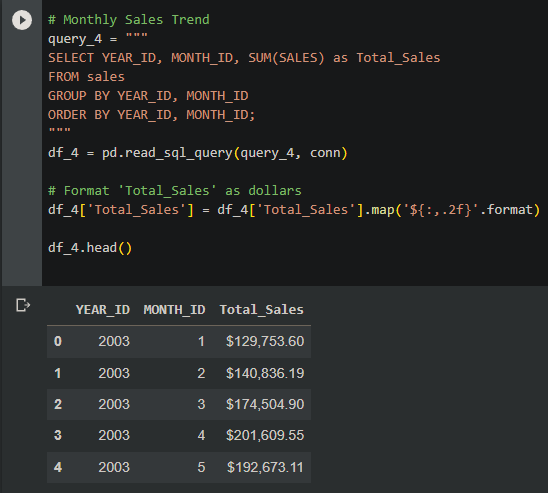 # Monthly Sales Trend
query_4 = """
SELECT YEAR_ID, MONTH_ID, SUM(SALES) as Total_Sales
FROM sales
GROUP BY YEAR_ID, MONTH_ID
ORDER BY YEAR_ID, MONTH_ID;
"""
df_4 = pd.read_sql_query(query_4, conn)
# Format 'Total_Sales' as dollars
df_4['Total_Sales'] = df_4['Total_Sales'].map('${:,.2f}'.format)
df_4.head()
YEAR_ID MONTH_ID Total_Sales
0 2003 1 $129,753.60
1 2003 2 $140,836.19
2 2003 3 $174,504.90
3 2003 4 $201,609.55
4 2003 5 $192,673.11